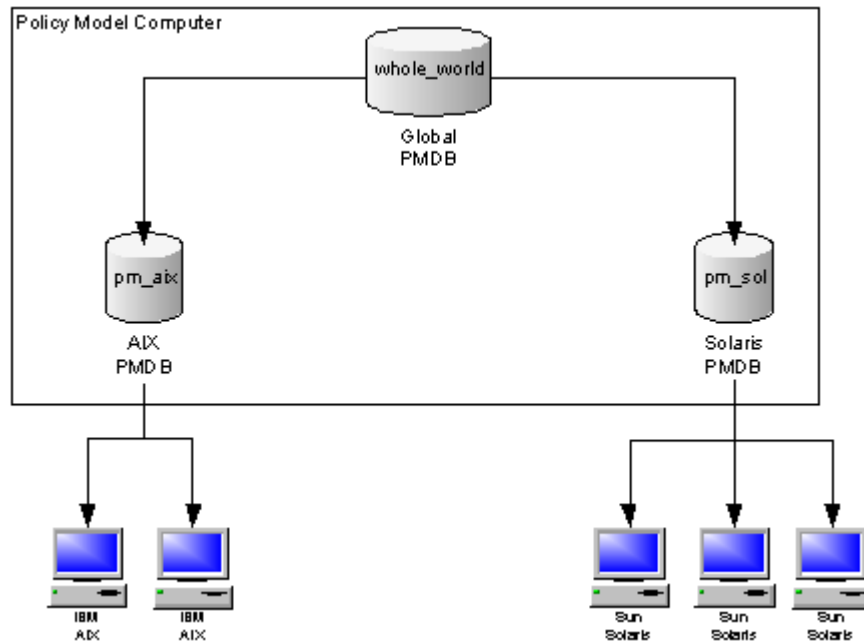 Policy Model Computer
whole_world
Global
PMDB
pm_aix
pm_sol
AIX
PMDB
Solaris
PMDB
IBM
AIX
IBM
AIX
Sun
Solaris
Sun
Solaris
Sun
Solaris